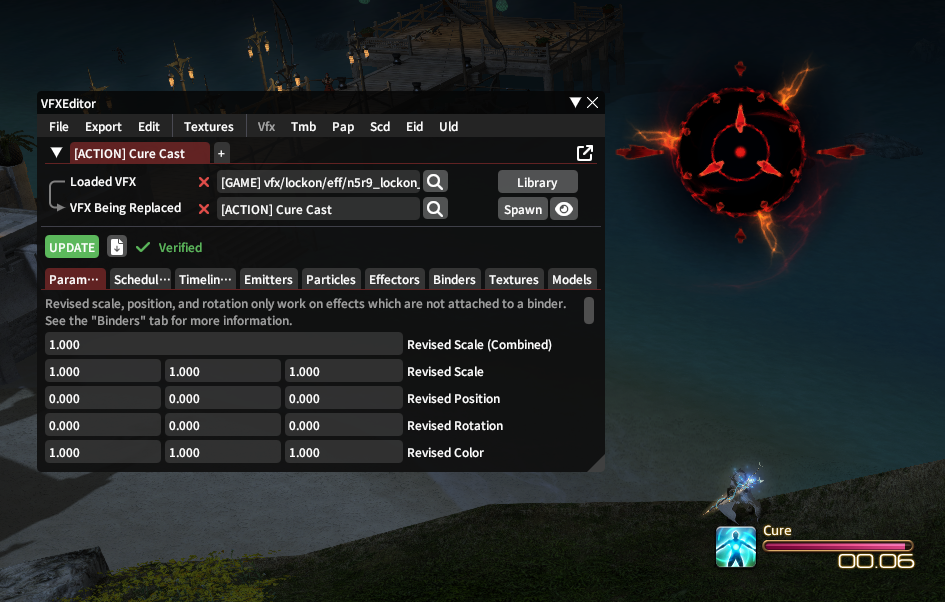 VFXEditor
File Export Edit Textures Vfx Tmb Pap Scd Eid Uld
[ACTION] Cure Cast +
Loaded VFX [GAME] vfx/lockon/eff/n5r9_lockon_ Library
VFX Being Replaced [ACTION] Cure Cast Spawn
UPDATE Verified
Param··· Schedul··· Timelin··· Emitters Particles Effectors Binders Textures Models
Revised scale, position, and rotation only work on effects which are not attached to a binder.
See the "Binders" tab for more information.
1.000 Revised Scale (Combined)
1.000 1.000 1.000 Revised Scale
0.000 0.000 0.000 Revised Position
0.000 0.000 0.000 Revised Rotation
1.000 1.000 1.000 Revised Color
Cure
00.06